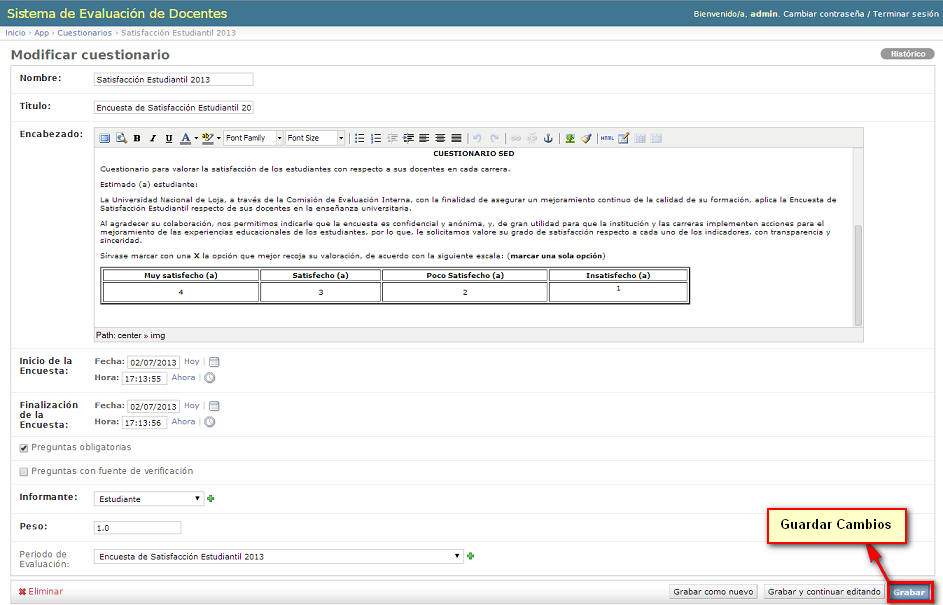 Sistema de Evaluación de Docentes
Bienvenido/a, admin. Cambiar contraseña / Terminar sesión
Inicio › App › Cuestionarios › Satisfacción Estudiantil 2013
Modificar cuestionario
Histórico
Nombre:
Satisfacción Estudiantil 2013
Titulo:
Encuesta de Satisfacción Estudiantil 20
Encabezado:
B I U A ab Font Family Font Size HTML
CUESTIONARIO SED
Cuestionario para valorar la satisfacción de los estudiantes con respecto a sus docentes en cada carrera.
Estimado (a) estudiante:
La Universidad Nacional de Loja, a través de la Comisión de Evaluación Interna, con la finalidad de asegurar un mejoramiento continuo de la calidad de su formación, aplica la Encuesta de
Satisfacción Estudiantil respecto de sus docentes en la enseñanza universitaria.
Al agradecer su colaboración, nos permitimos indicarle que la encuesta es confidencial y anónima, y, de gran utilidad para que la institución y las carreras implementen acciones para el
mejoramiento de las experiencias educacionales de los estudiantes, por lo que, le solicitamos valore su grado de satisfacción respecto a cada uno de los indicadores, con transparencia y
sinceridad.
Sírvase marcar con una X la opción que mejor recoja su valoración, de acuerdo con la siguiente escala: (marcar una sola opción)
Muy satisfecho (a) Satisfecho (a) Poco Satisfecho (a) Insatisfecho (a)
4 3 2 1
Path: center » img
Inicio de la
Encuesta:
Fecha: 02/07/2013 Hoy |
Hora: 17:13:55 Ahora |
Finalización
de la
Encuesta:
Fecha: 02/07/2013 Hoy |
Hora: 17:13:56 Ahora |
Preguntas obligatorias
Preguntas con fuente de verificación
Informante:
Estudiante
Peso:
1.0
Guardar Cambios
Periodo de
Evaluación:
Encuesta de Satisfacción Estudiantil 2013
Eliminar
Grabar como nuevo
Grabar y continuar editando
Grabar